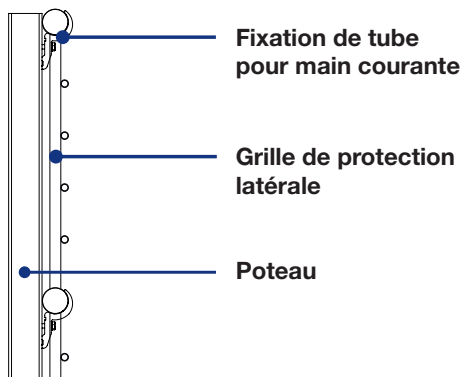 Fixation de tube
pour main courante
Grille de protection
latérale
Poteau